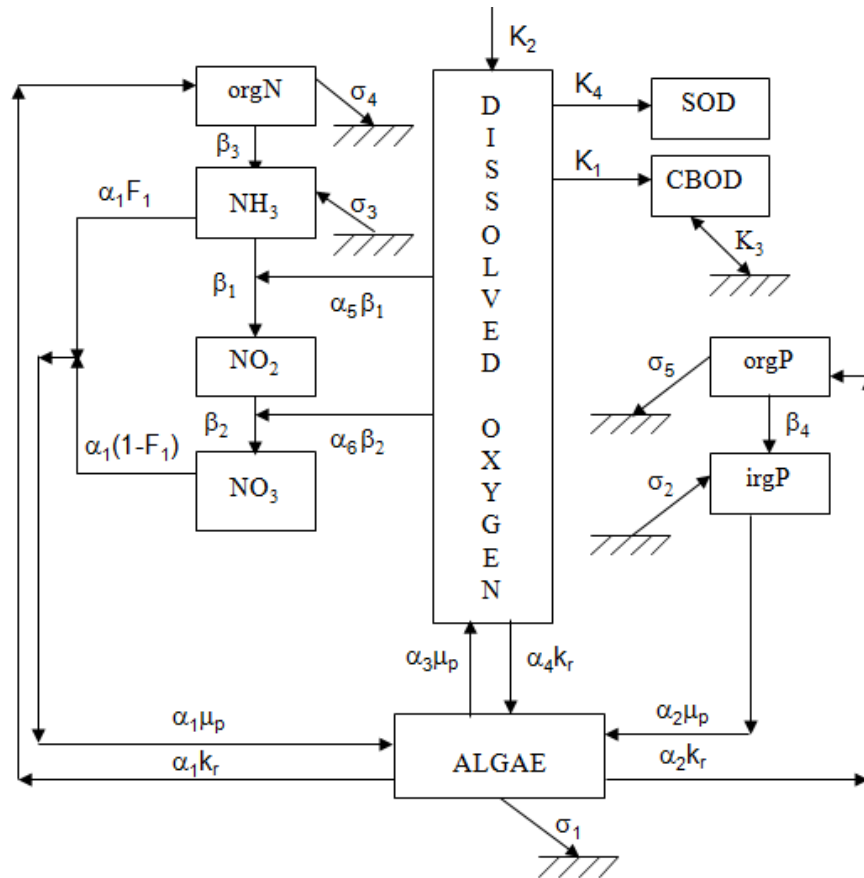 K₂
orgN
σ₄
K₄
SOD
β₃
K₁
CBOD
α₁F₁
NH₃
σ₃
K₃
β₁
α₅β₁
NO₂
σ₅
orgP
β₂
α₆β₂
β₄
α₁(1-F₁)
NO₃
σ₂
irgP
D
I
S
S
O
L
V
E
D
O
X
Y
G
E
N
α₃μₚ
α₄kᵣ
α₁μₚ
α₂μₚ
α₁kᵣ
ALGAE
α₂kᵣ
σ₁